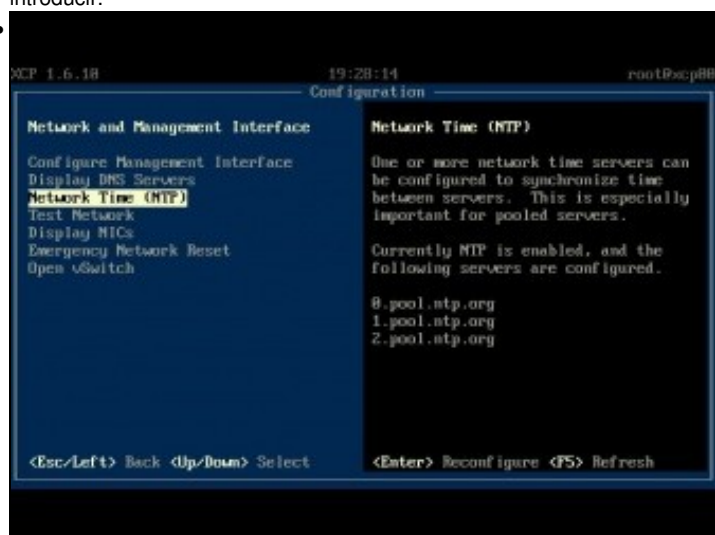 introducir.
XCP 1.6.10 19:28:14 root@xcp00
Configuration
Network and Management Interface
Configure Management Interface
Display DNS Servers
Network Time (NTP)
Test Network
Display NICs
Emergency Network Reset
Open vSwitch
<Esc/Left> Back <Up/Down> Select
Network Time (NTP)
One or more network time servers can
be configured to synchronize time
between servers. This is especially
important for pooled servers.
Currently NTP is enabled, and the
following servers are configured.
0.pool.ntp.org
1.pool.ntp.org
2.pool.ntp.org
<Enter> Reconfigure <F5> Refresh